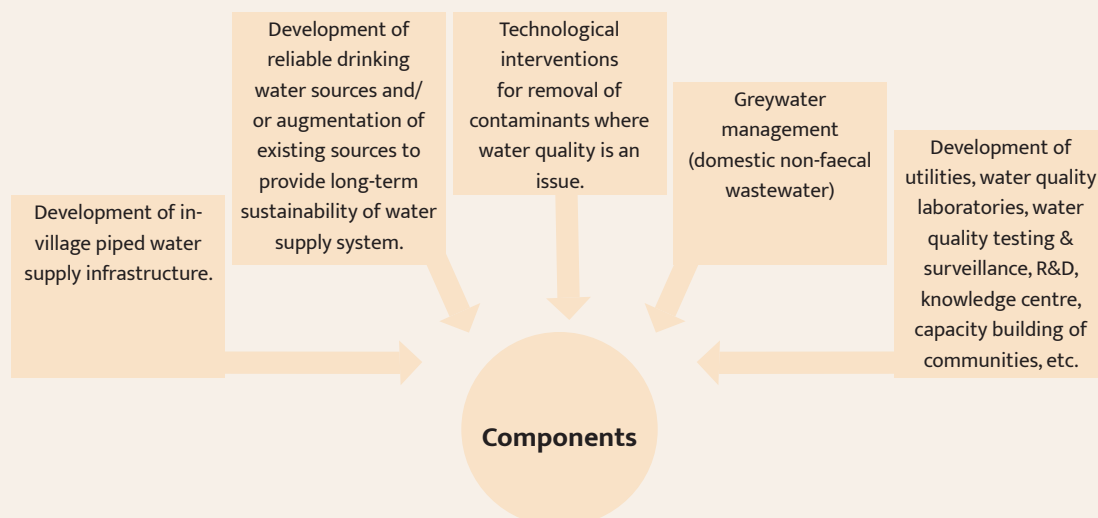 Development of in-
village piped water
supply infrastructure.
Development of
reliable drinking
water sources and/
or augmentation of
existing sources to
provide long-term
sustainability of water
supply system.
Technological
interventions
for removal of
contaminants where
water quality is an
issue.
Greywater
management
(domestic non-faecal
wastewater)
Development of
utilities, water quality
laboratories, water
quality testing &
surveillance, R&D,
knowledge centre,
capacity building of
communities, etc.
Components